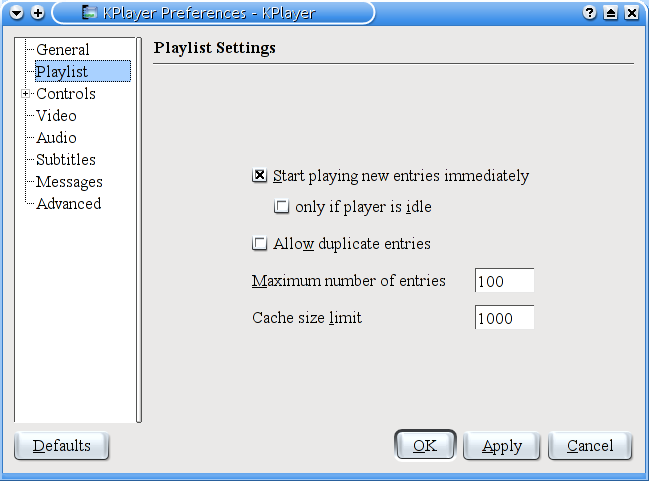 KPlayer Preferences - KPlayer
General
Playlist
Controls
Video
Audio
Subtitles
Messages
Advanced
Playlist Settings
Start playing new entries immediately
only if player is idle
Allow duplicate entries
Maximum number of entries 100
Cache size limit 1000
Defaults OK Apply Cancel